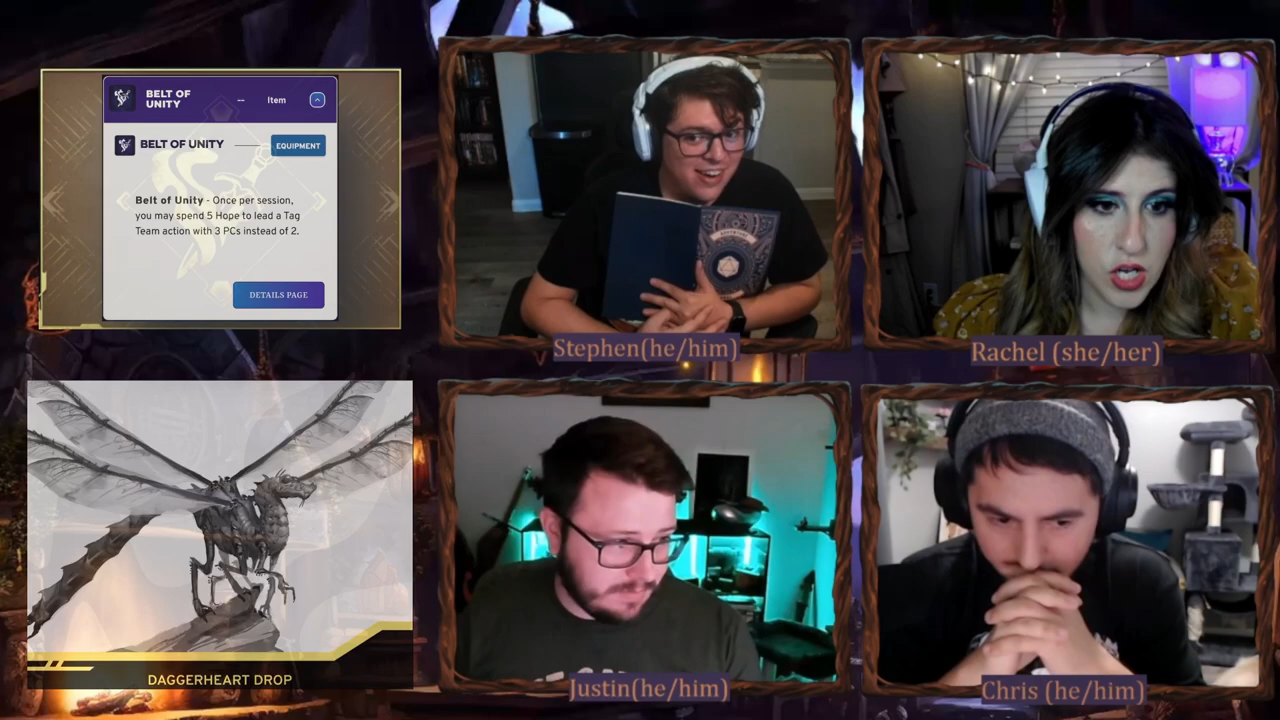 BELT OF
UNITY
--
Item
BELT OF UNITY
EQUIPMENT
Belt of Unity - Once per session,
you may spend 5 Hope to lead a Tag
Team action with 3 PCs instead of 2.
DETAILS PAGE
DAGGERHEART DROP
Stephen(he/him)
Rachel (she/her)
Justin(he/him)
Chris (he/him)